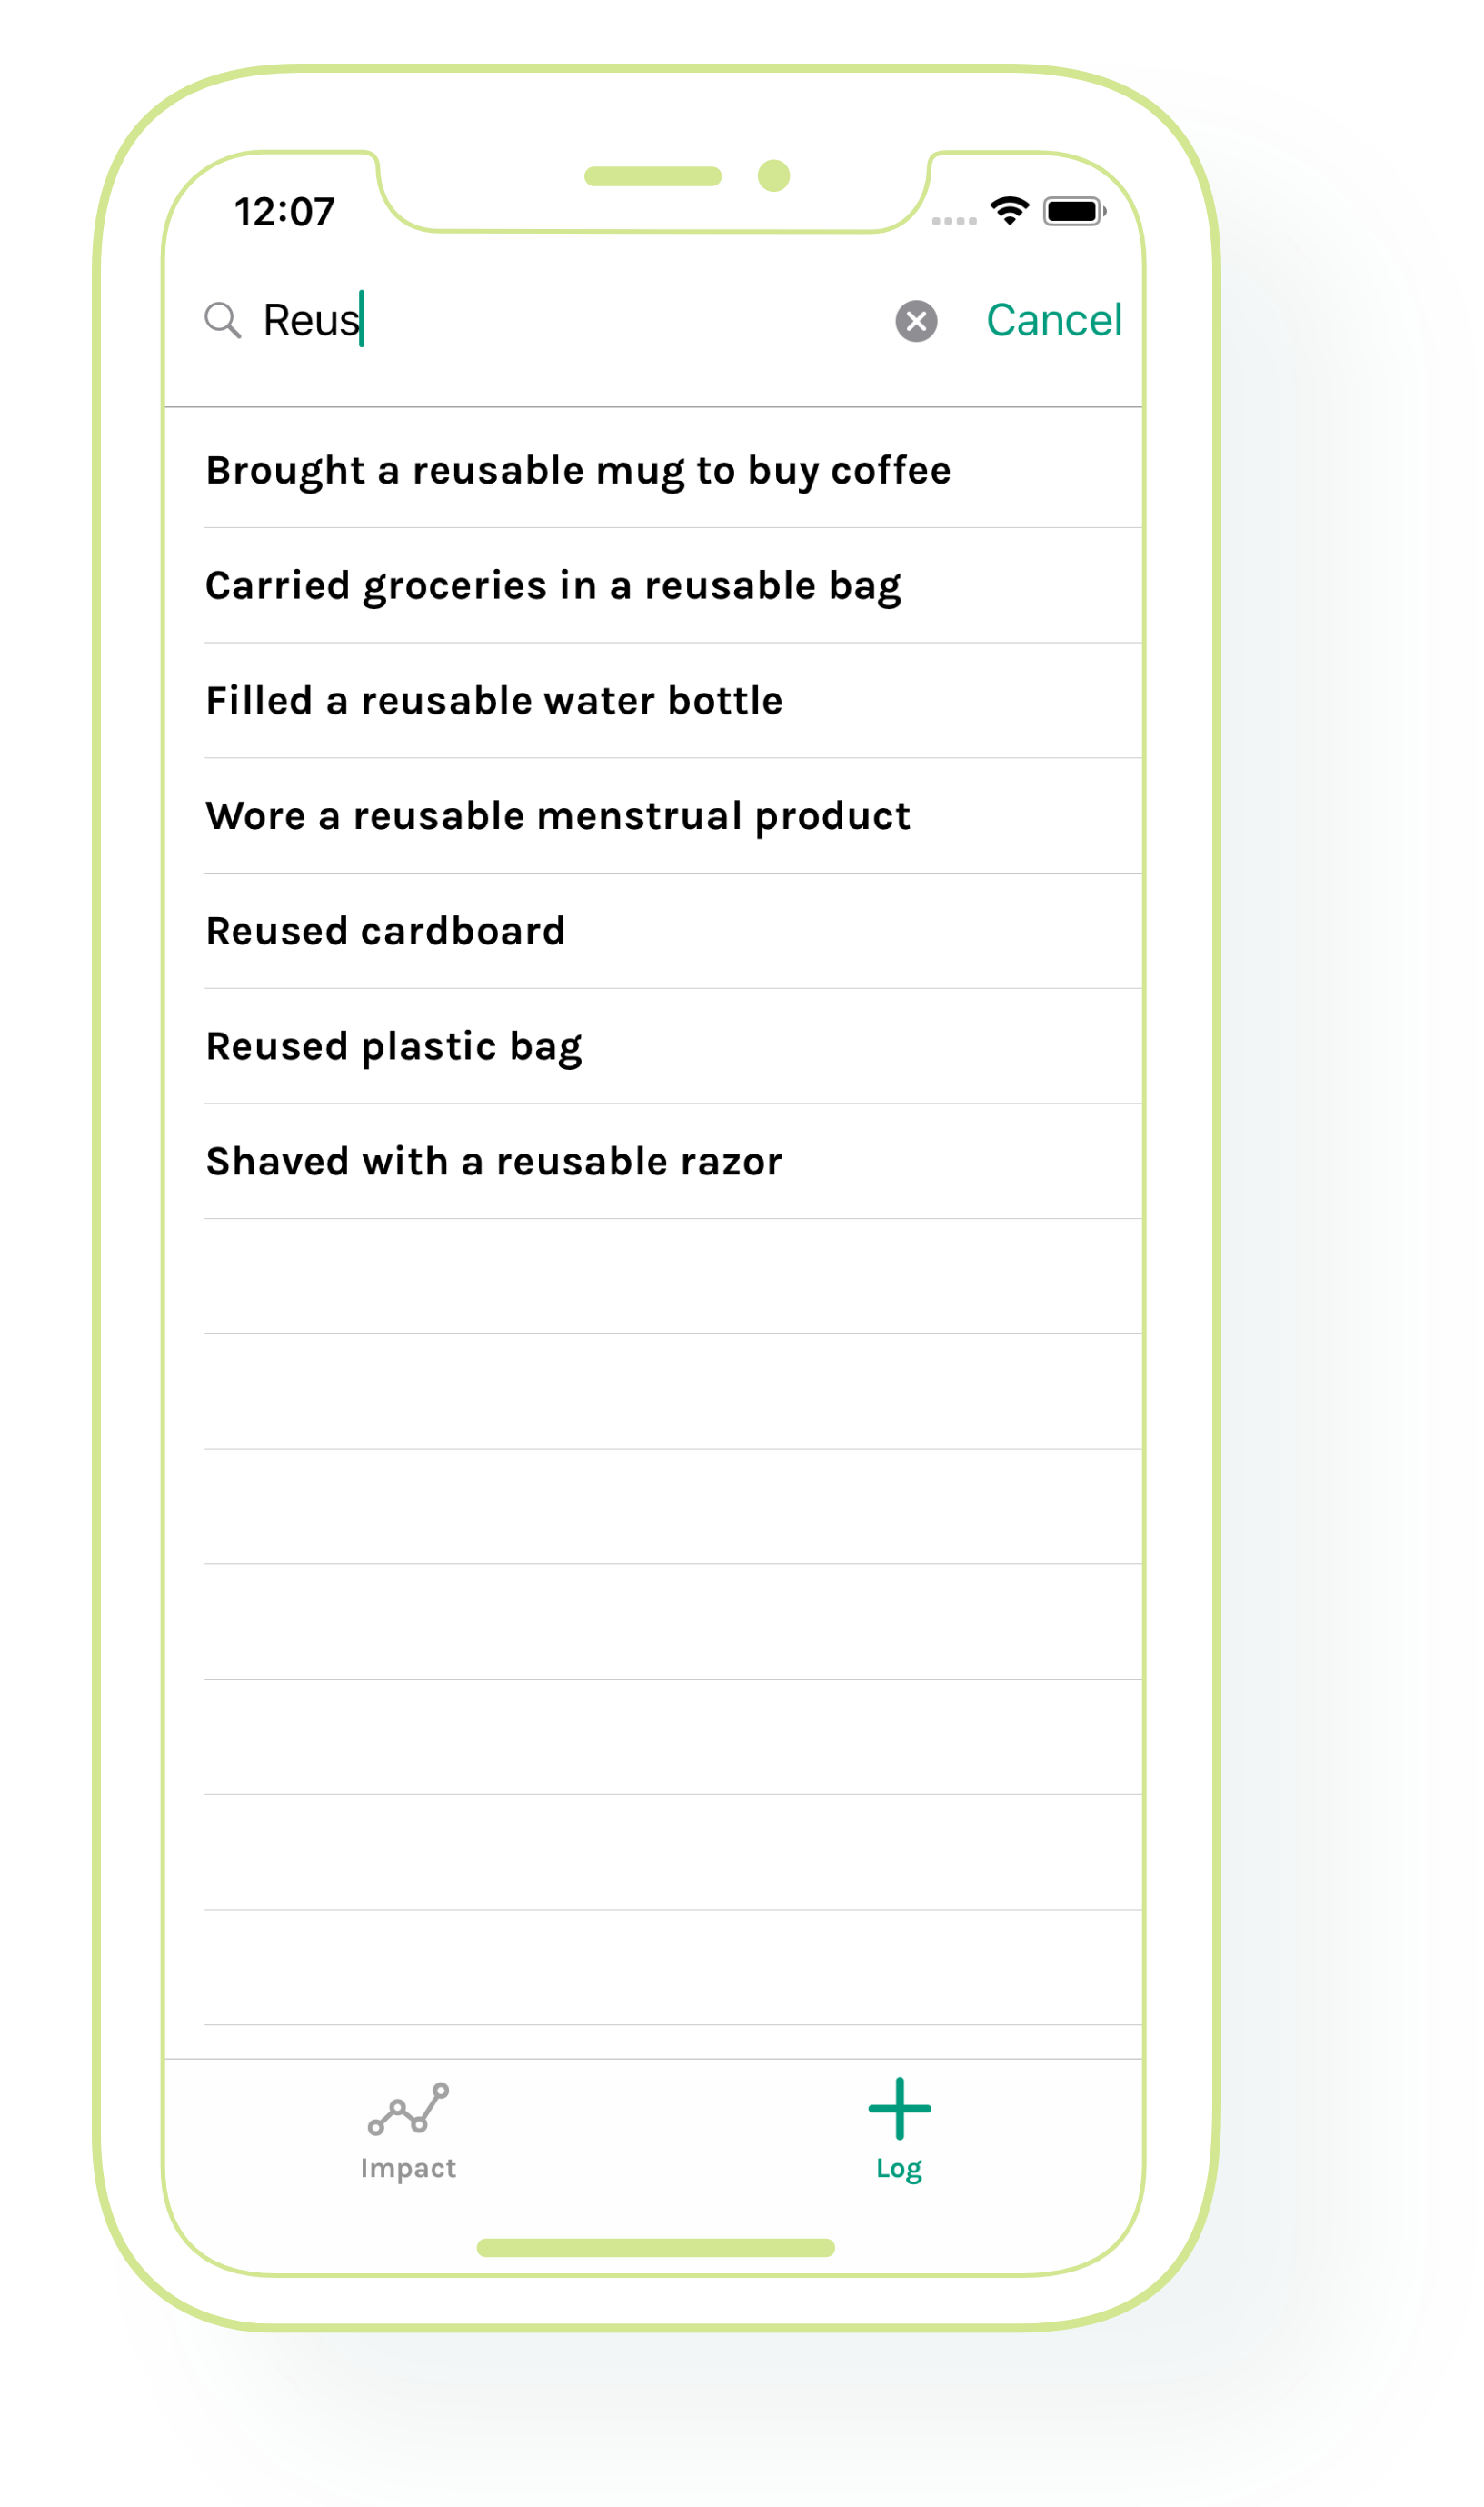 12:07
Reus
Cancel
Brought a reusable mug to buy coffee
Carried groceries in a reusable bag
Filled a reusable water bottle
Wore a reusable menstrual product
Reused cardboard
Reused plastic bag
Shaved with a reusable razor
Impact
Log